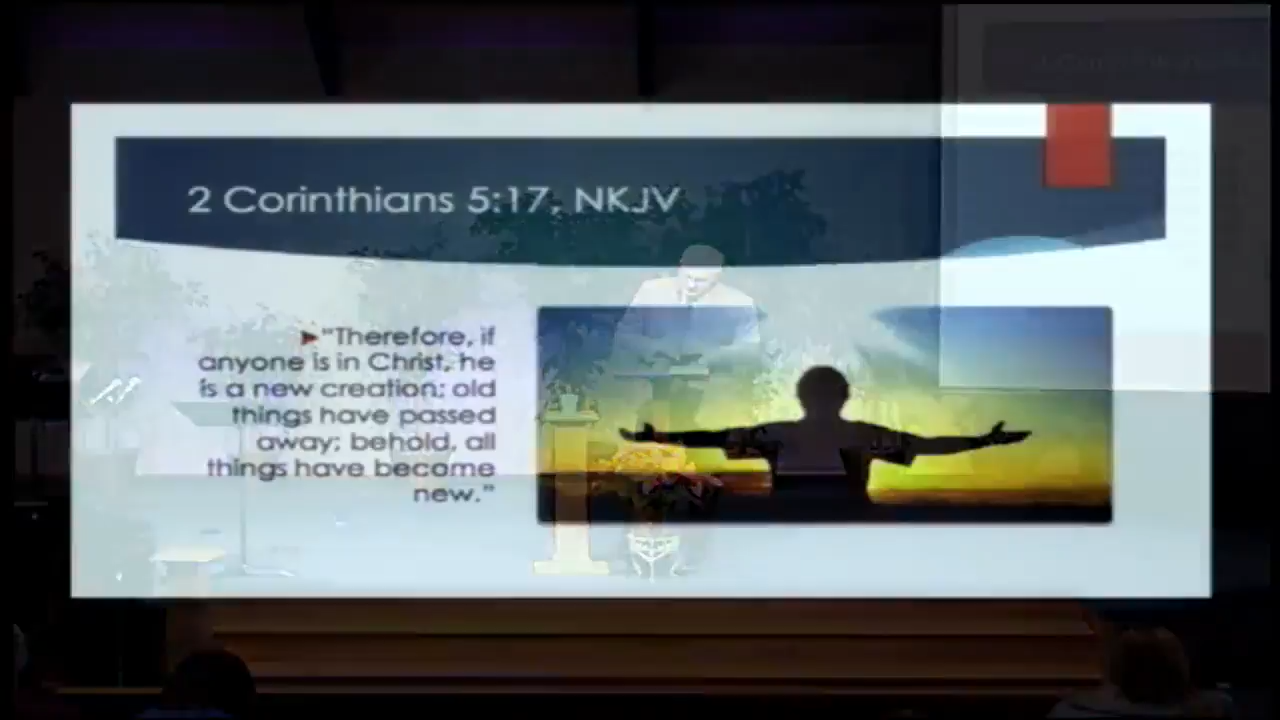 2 Corinthians 5:17, NKJV
"Therefore, if
anyone is in Christ, he
is a new creation; old
things have passed
away; behold, all
things have become
new."